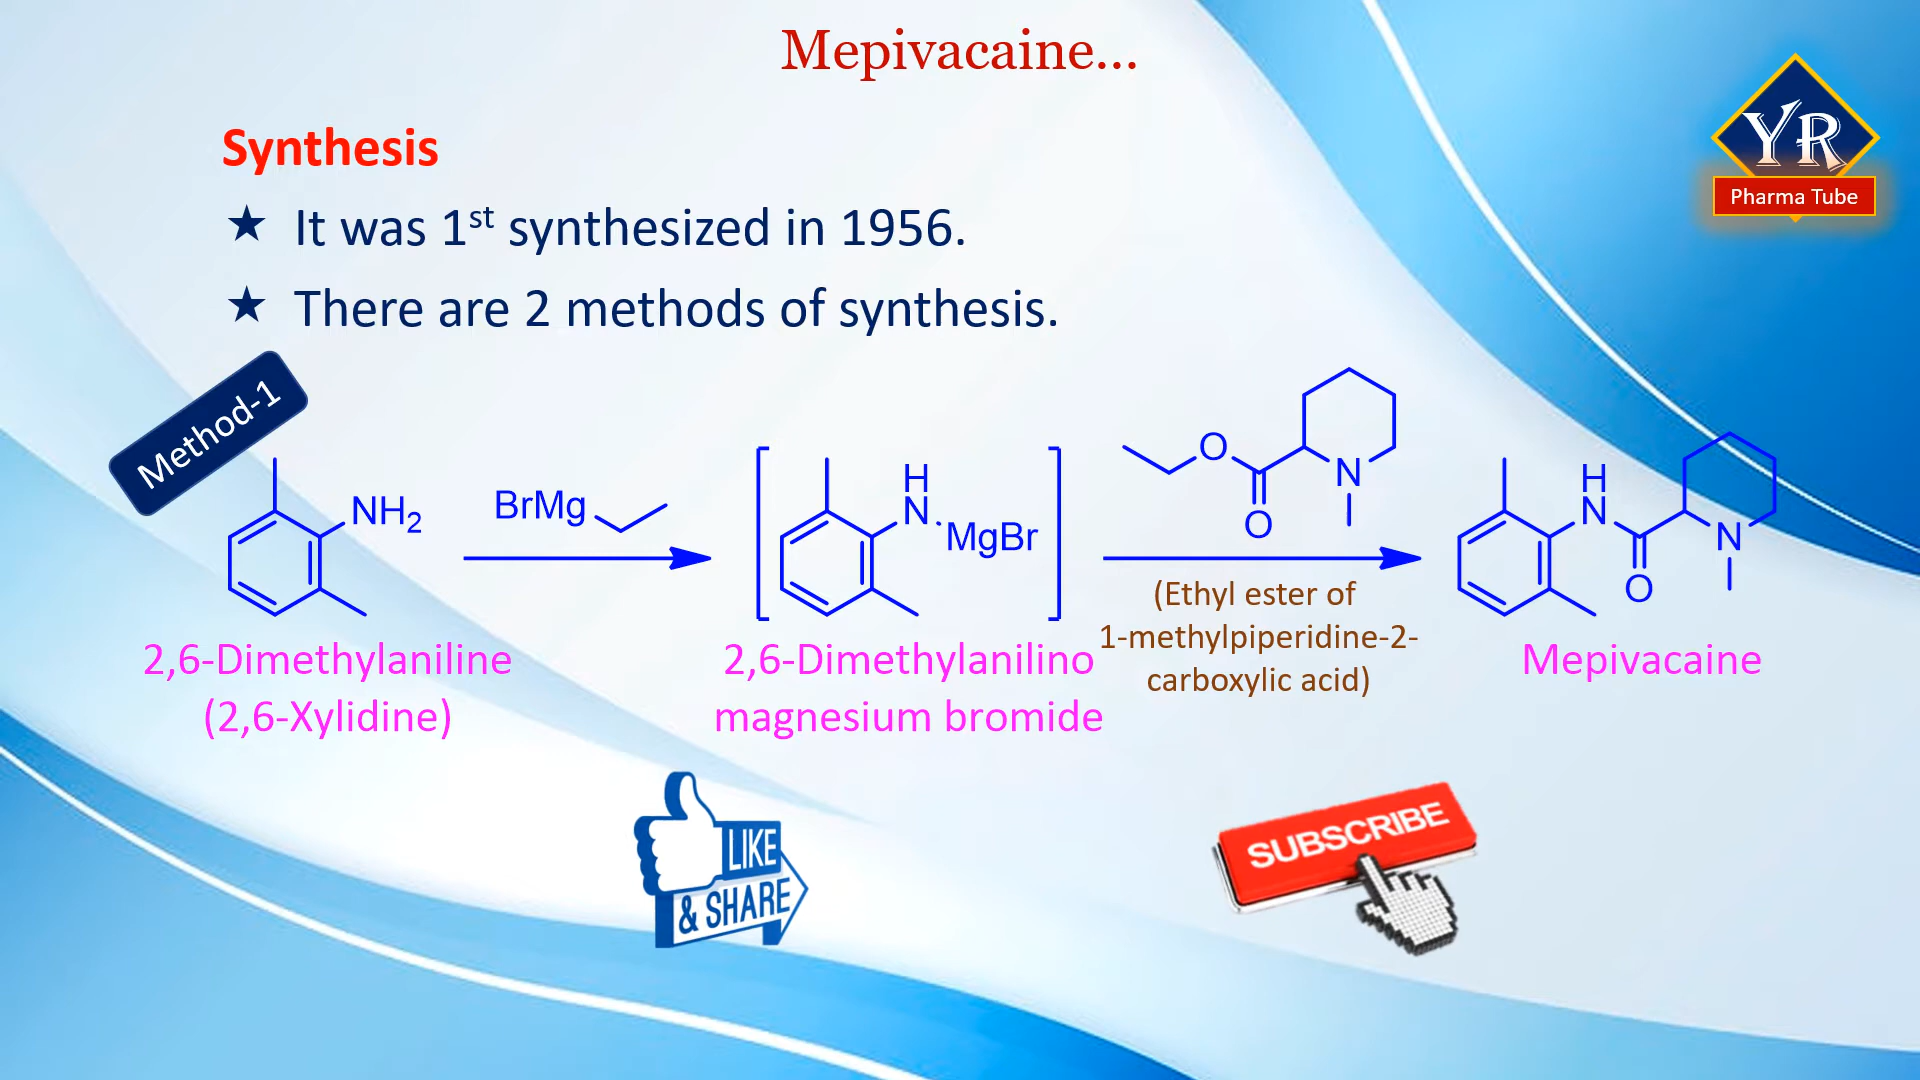 Mepivacaine...
YR
Pharma Tube
Synthesis
★ It was 1st synthesized in 1956.
★ There are 2 methods of synthesis.
Method-1
NH2
BrMg
H
N
MgBr
O
O
N
H
N
O
N
(Ethyl ester of
1-methylpiperidine-2-
carboxylic acid)
2,6-Dimethylaniline
(2,6-Xylidine)
2,6-Dimethylanilino
magnesium bromide
Mepivacaine
LIKE
& SHARE
SUBSCRIBE